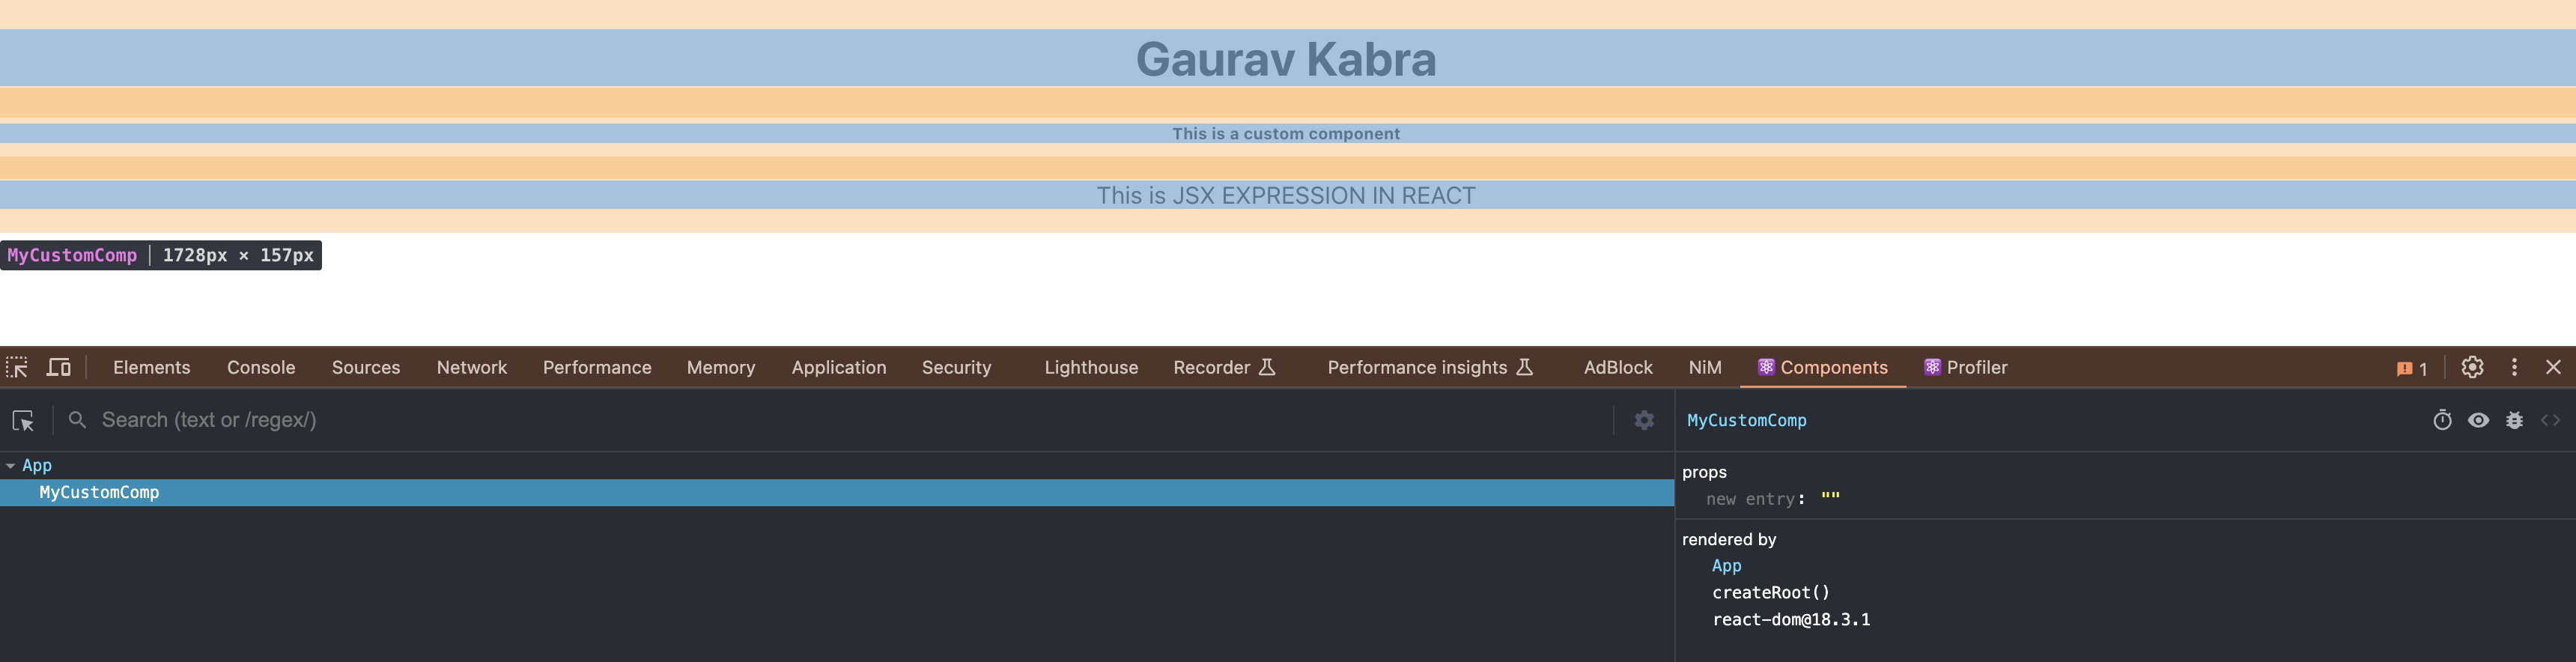 Gaurav Kabra
This is a custom component
This is JSX EXPRESSION IN REACT
MyCustomComp | 1728px × 157px
Elements Console Sources Network Performance Memory Application Security Lighthouse Recorder Performance insights AdBlock NiM Components Profiler 1
Search (text or /regex/)
MyCustomComp
App
MyCustomComp
props
new entry: ""
rendered by
App
createRoot()
react-dom@18.3.1